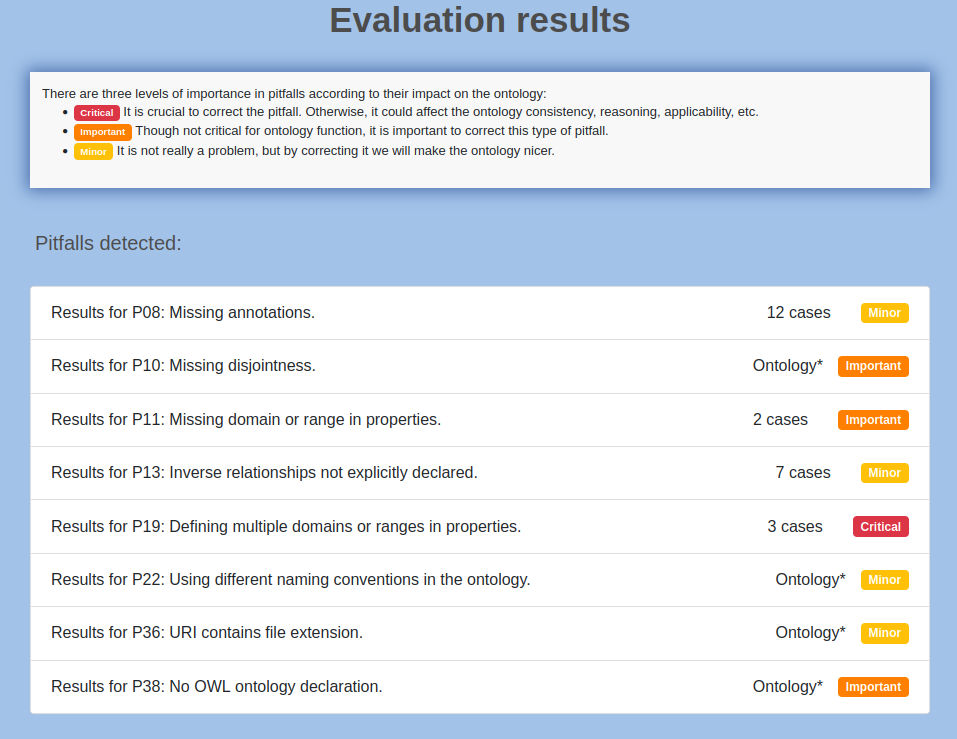 Evaluation results
There are three levels of importance in pitfalls according to their impact on the ontology:
• Critical It is crucial to correct the pitfall. Otherwise, it could affect the ontology consistency, reasoning, applicability, etc.
• Important Though not critical for ontology function, it is important to correct this type of pitfall.
• Minor It is not really a problem, but by correcting it we will make the ontology nicer.
Pitfalls detected:
Results for P08: Missing annotations. 12 cases Minor
Results for P10: Missing disjointness. Ontology* Important
Results for P11: Missing domain or range in properties. 2 cases Important
Results for P13: Inverse relationships not explicitly declared. 7 cases Minor
Results for P19: Defining multiple domains or ranges in properties. 3 cases Critical
Results for P22: Using different naming conventions in the ontology. Ontology* Minor
Results for P36: URI contains file extension. Ontology* Minor
Results for P38: No OWL ontology declaration. Ontology* Important